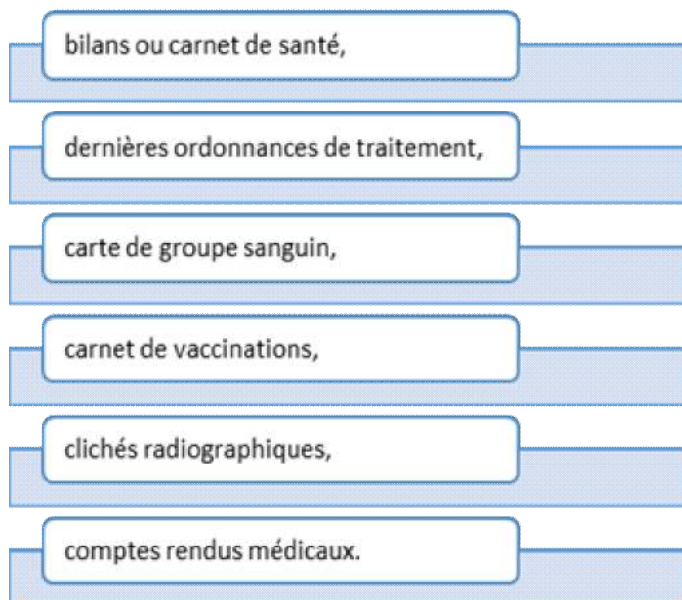 bilans ou carnet de santé,
dernières ordonnances de traitement,
carte de groupe sanguin,
carnet de vaccinations,
clichés radiographiques,
comptes rendus médicaux.